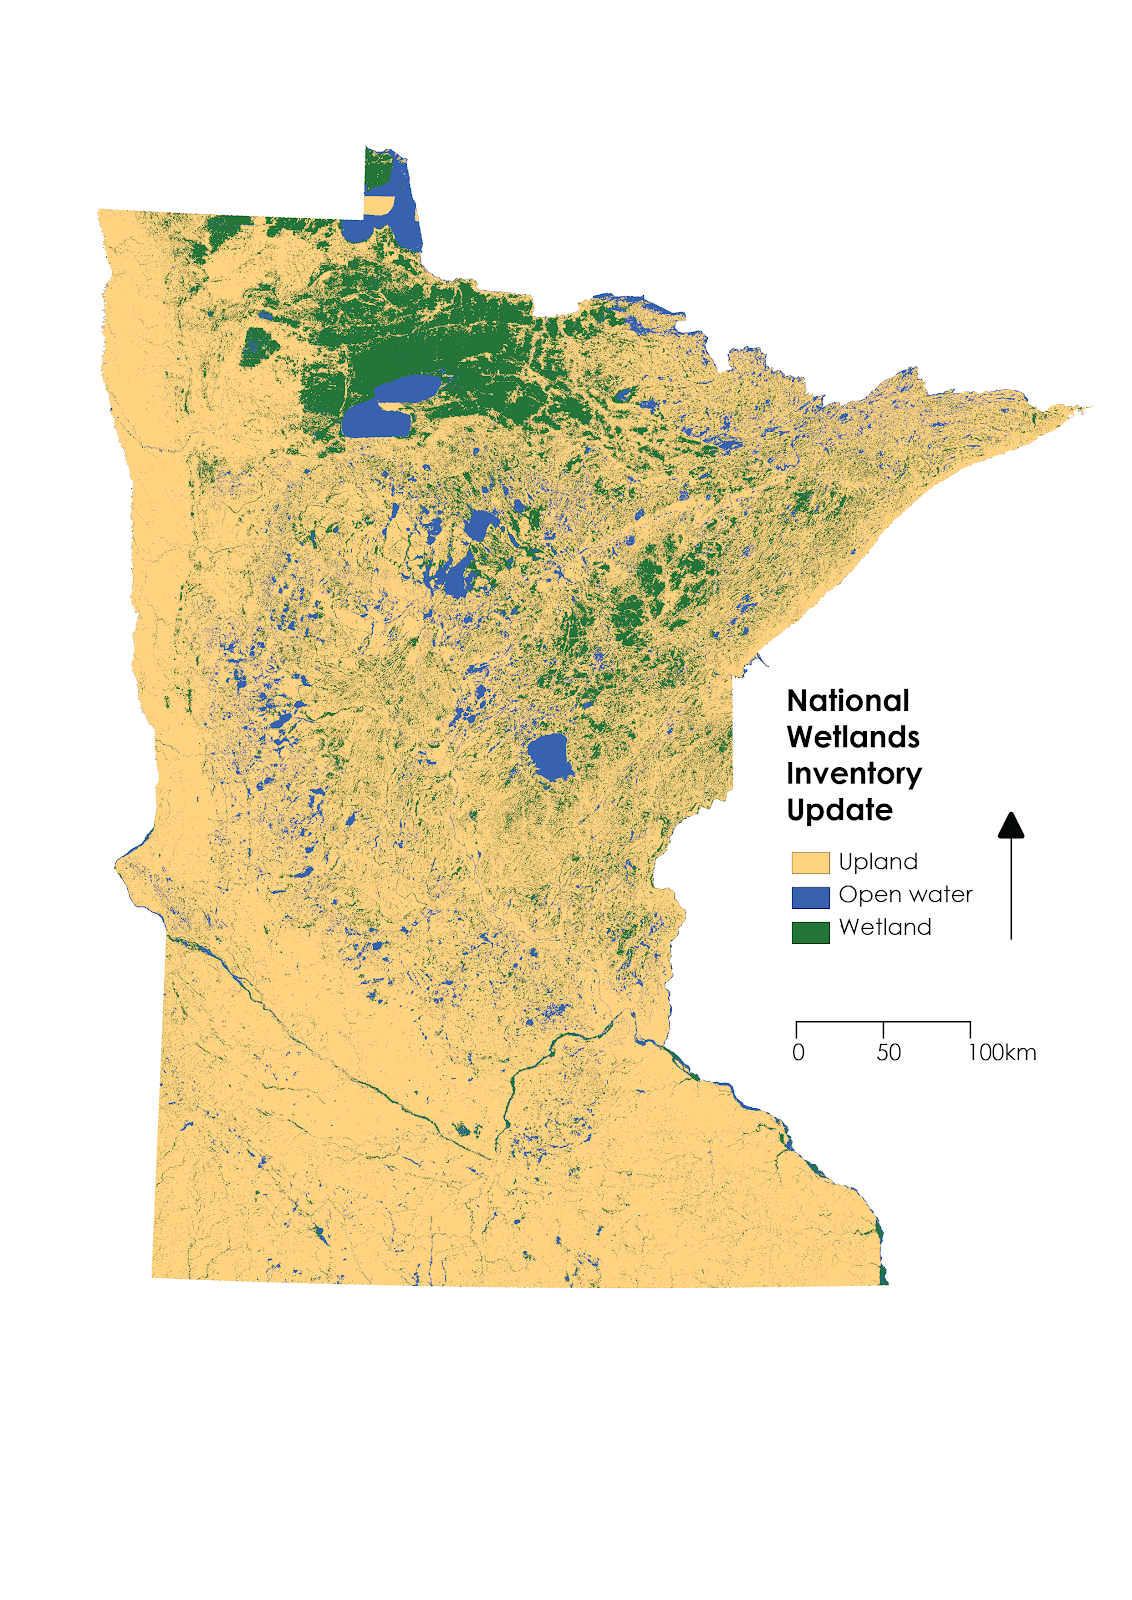 National
Wetlands
Inventory
Update
Upland
Open water
Wetland
0 50 100km